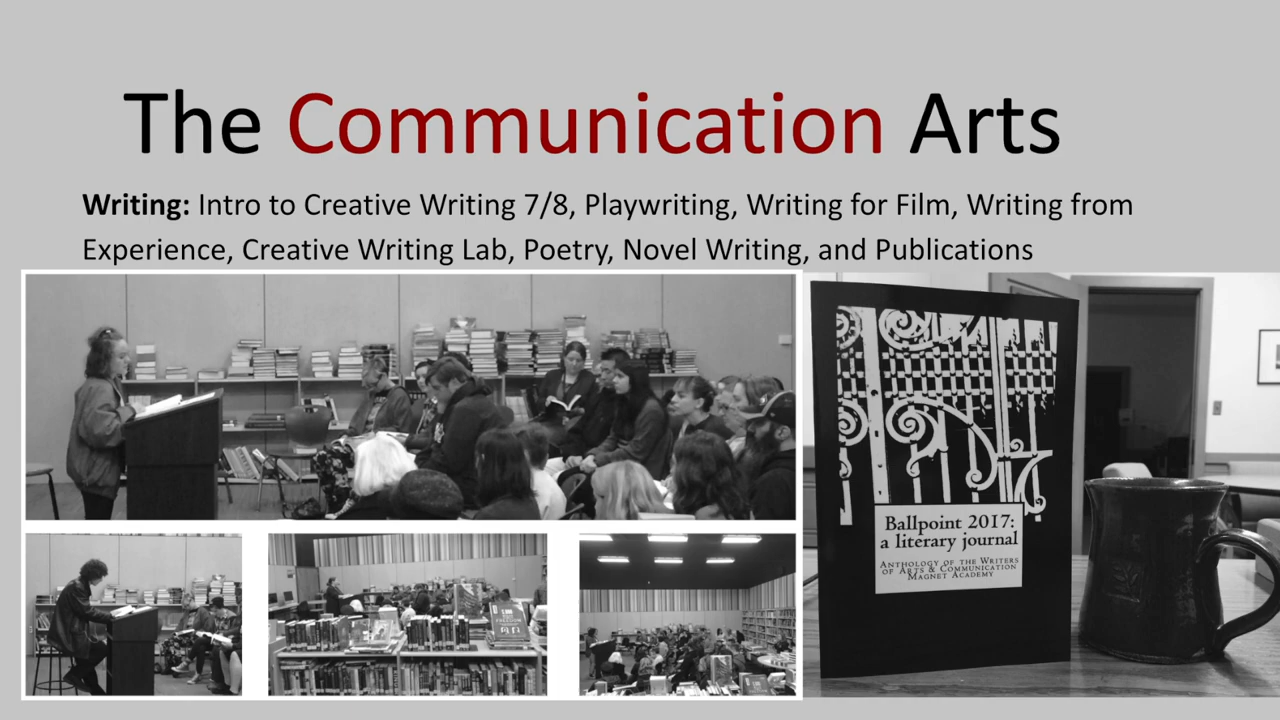 The Communication Arts
Writing: Intro to Creative Writing 7/8, Playwriting, Writing for Film, Writing from
Experience, Creative Writing Lab, Poetry, Novel Writing, and Publications
Ballpoint 2017:
a literary journal
Anthology of the Writers
of Arts & Communication
Magnet Academy